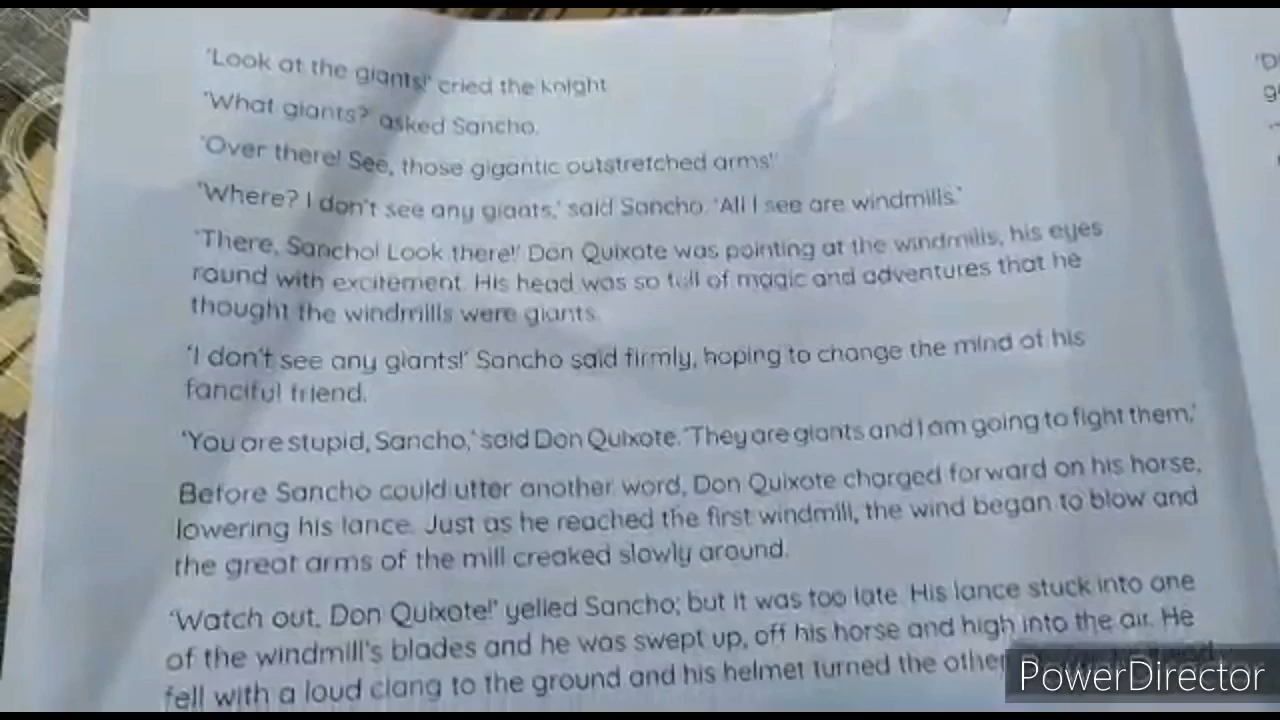 'Look at the giants!' cried the knight
'What giants?' asked Sancho.
'Over there! See, those gigantic outstretched arms!'
'Where? I don't see any giants,' said Sancho. 'All I see are windmills.'
'There, Sancho! Look there!' Don Quixote was pointing at the windmills, his eyes
round with excitement. His head was so full of magic and adventures that he
thought the windmills were giants.
'I don't see any giants!' Sancho said firmly, hoping to change the mind of his
fanciful friend.
'You are stupid, Sancho,' said Don Quixote. 'They are giants and I am going to fight them.'
Before Sancho could utter another word, Don Quixote charged forward on his horse,
lowering his lance. Just as he reached the first windmill, the wind began to blow and
the great arms of the mill creaked slowly around.
'Watch out, Don Quixote!' yelled Sancho; but it was too late. His lance stuck into one
of the windmill's blades and he was swept up, off his horse and high into the air. He
fell with a loud clang to the ground and his helmet turned the other
PowerDirector